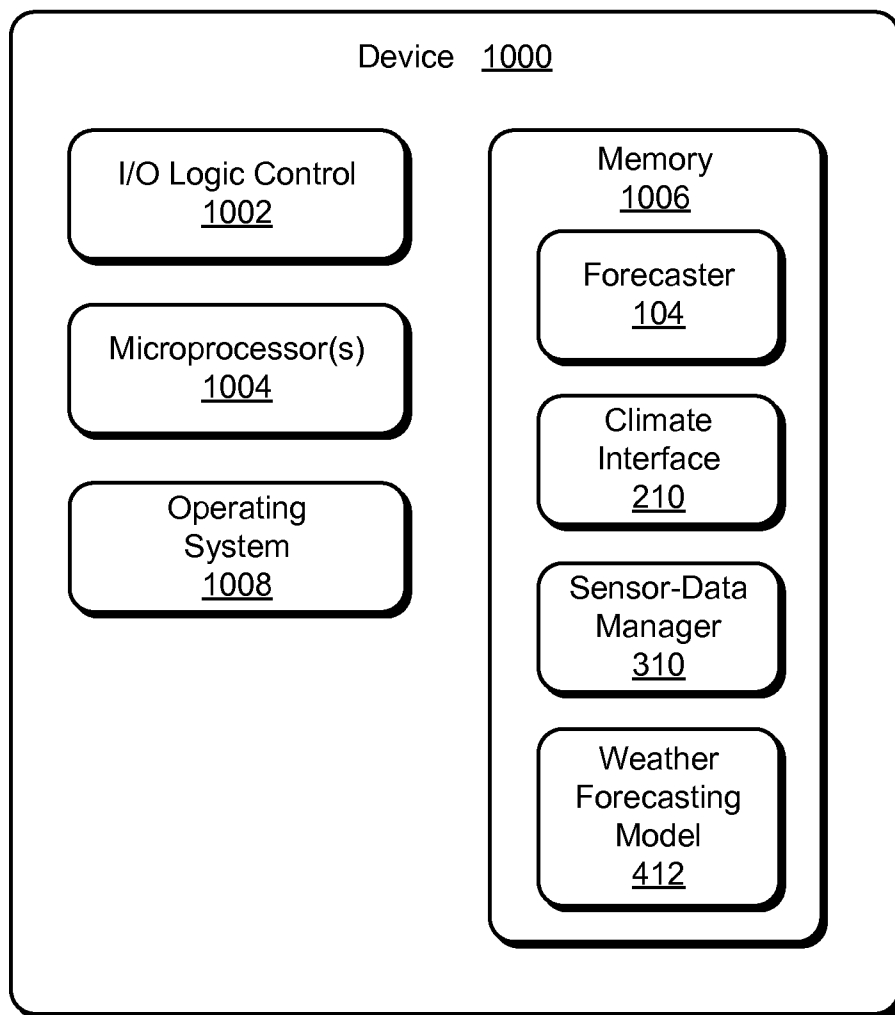 Device 1000
I/O Logic Control
1002
Microprocessor(s)
1004
Operating
System
1008
Memory
1006
Forecaster
104
Climate
Interface
210
Sensor-Data
Manager
310
Weather
Forecasting
Model
412